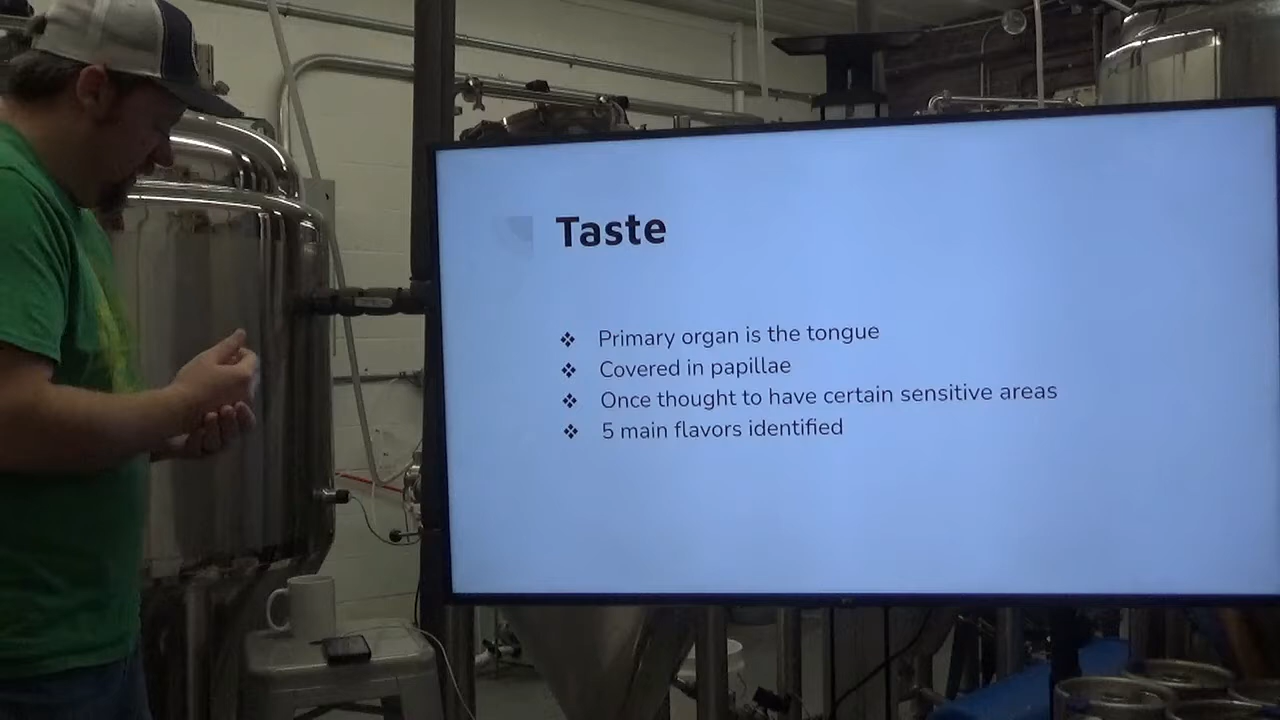 Taste
❖ Primary organ is the tongue
❖ Covered in papillae
❖ Once thought to have certain sensitive areas
❖ 5 main flavors identified